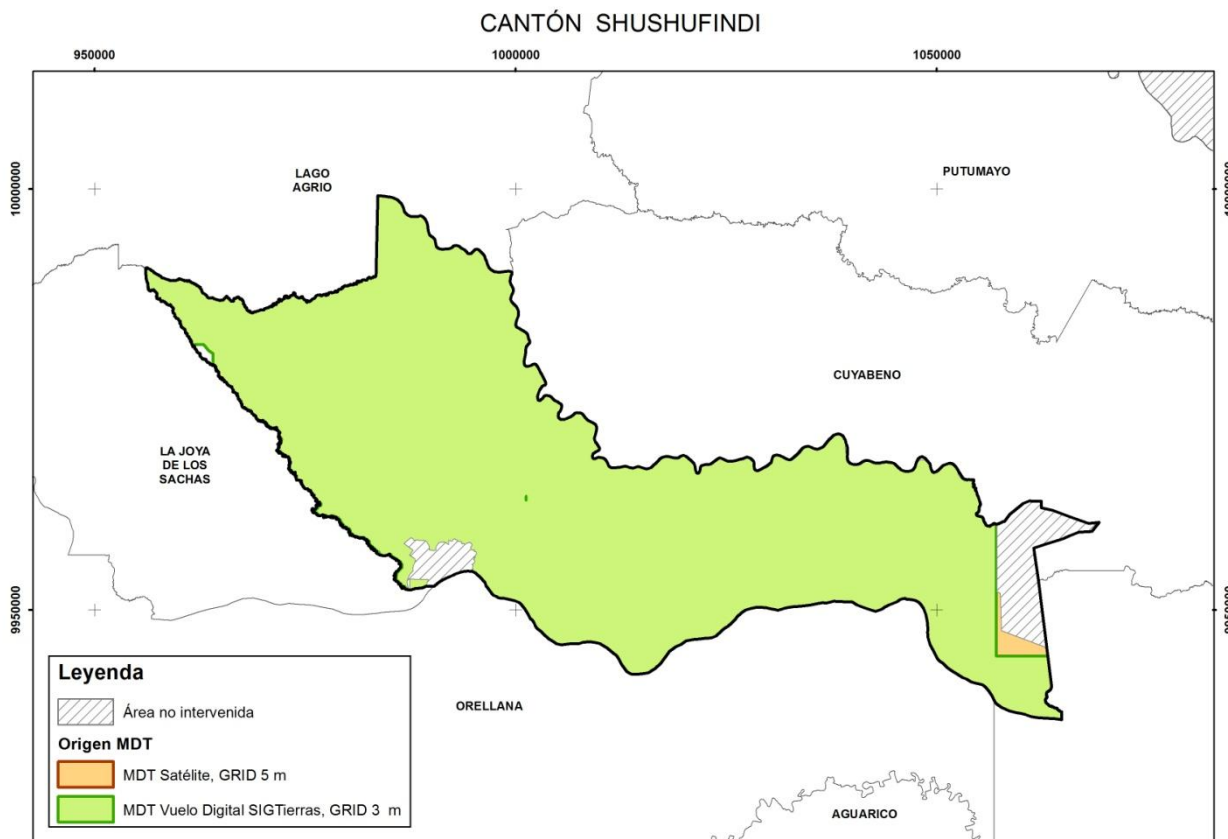 CANTÓN SHUSHUFINDI
950000
1000000
1050000
10000000
LAGO
AGRIO
PUTUMAYO
CUYABENO
LA JOYA
DE LOS
SACHAS
9950000
ORELLANA
AGUARICO
Leyenda
Área no intervenida
Origen MDT
MDT Satélite, GRID 5 m
MDT Vuelo Digital SIGTierras, GRID 3 m